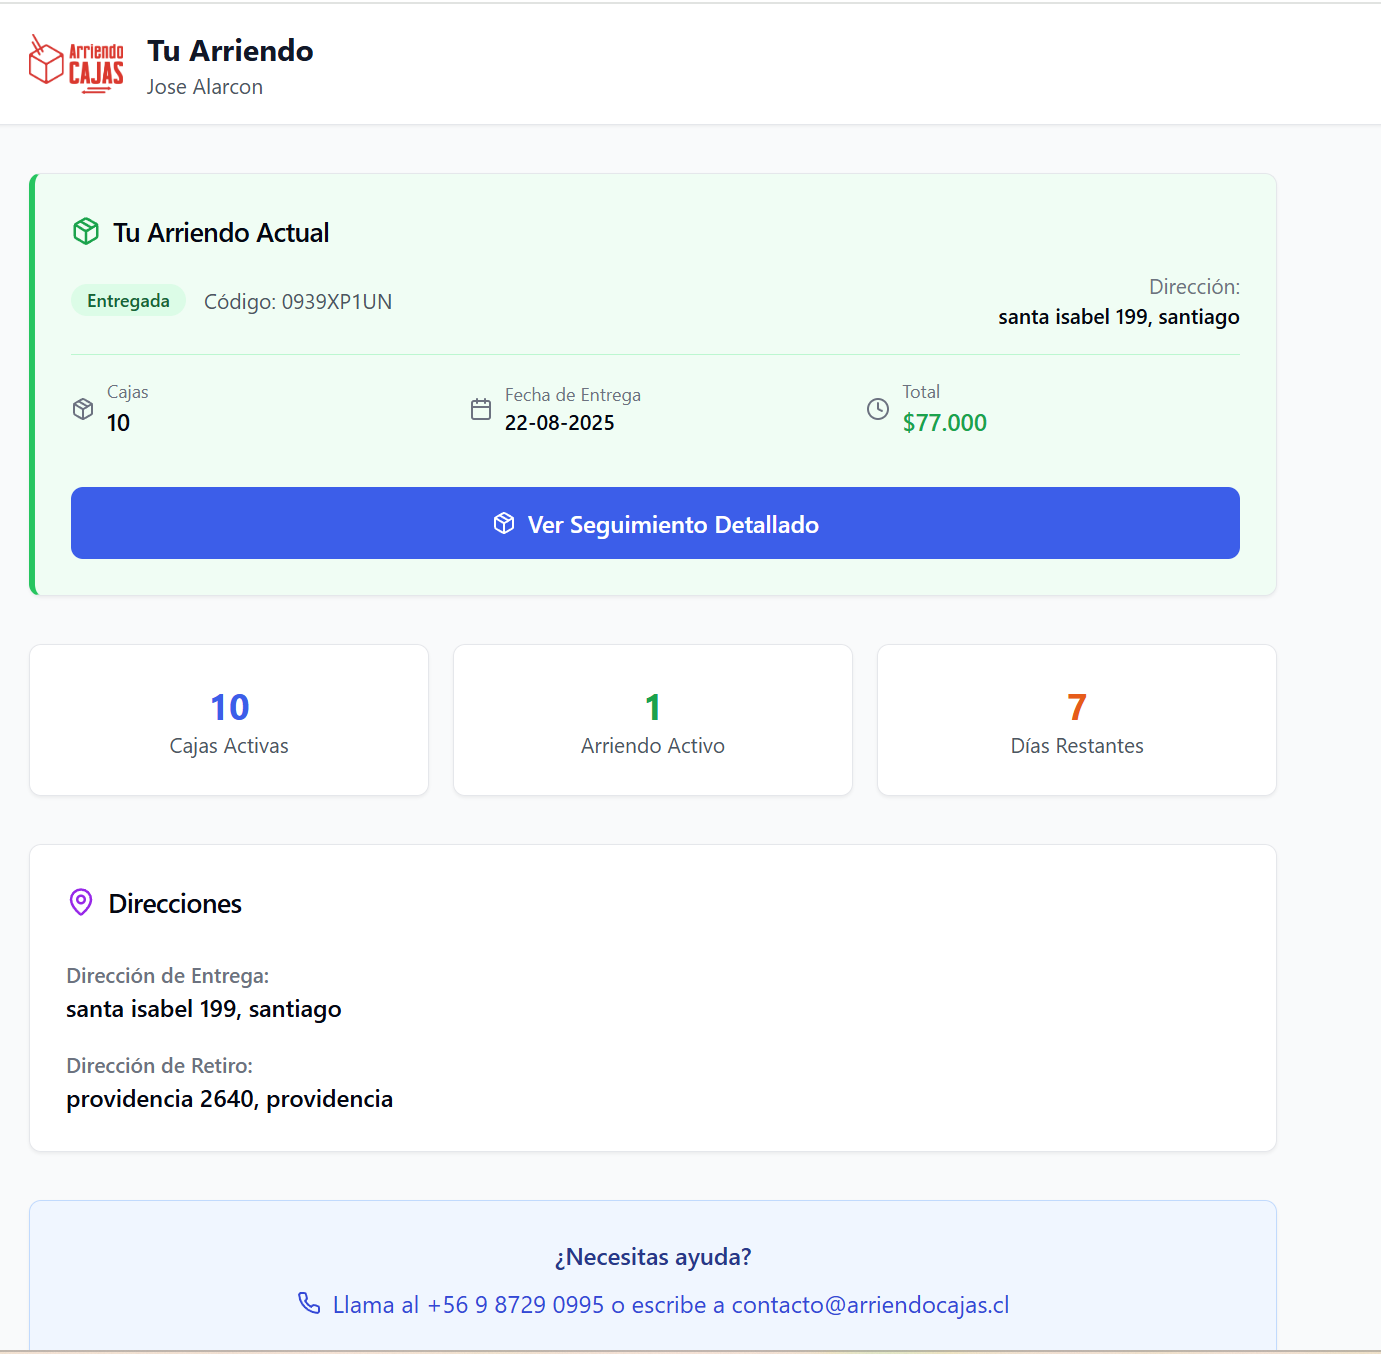 Arriendo
CAJAS
Tu Arriendo
Jose Alarcon
Tu Arriendo Actual
Entregada
Código: 0939XP1UN
Dirección:
santa isabel 199, santiago
Cajas
10
Fecha de Entrega
22-08-2025
Total
$77.000
Ver Seguimiento Detallado
10
Cajas Activas
1
Arriendo Activo
7
Días Restantes
Direcciones
Dirección de Entrega:
santa isabel 199, santiago
Dirección de Retiro:
providencia 2640, providencia
¿Necesitas ayuda?
Llama al +56 9 8729 0995 o escribe a contacto@arriendocajas.cl